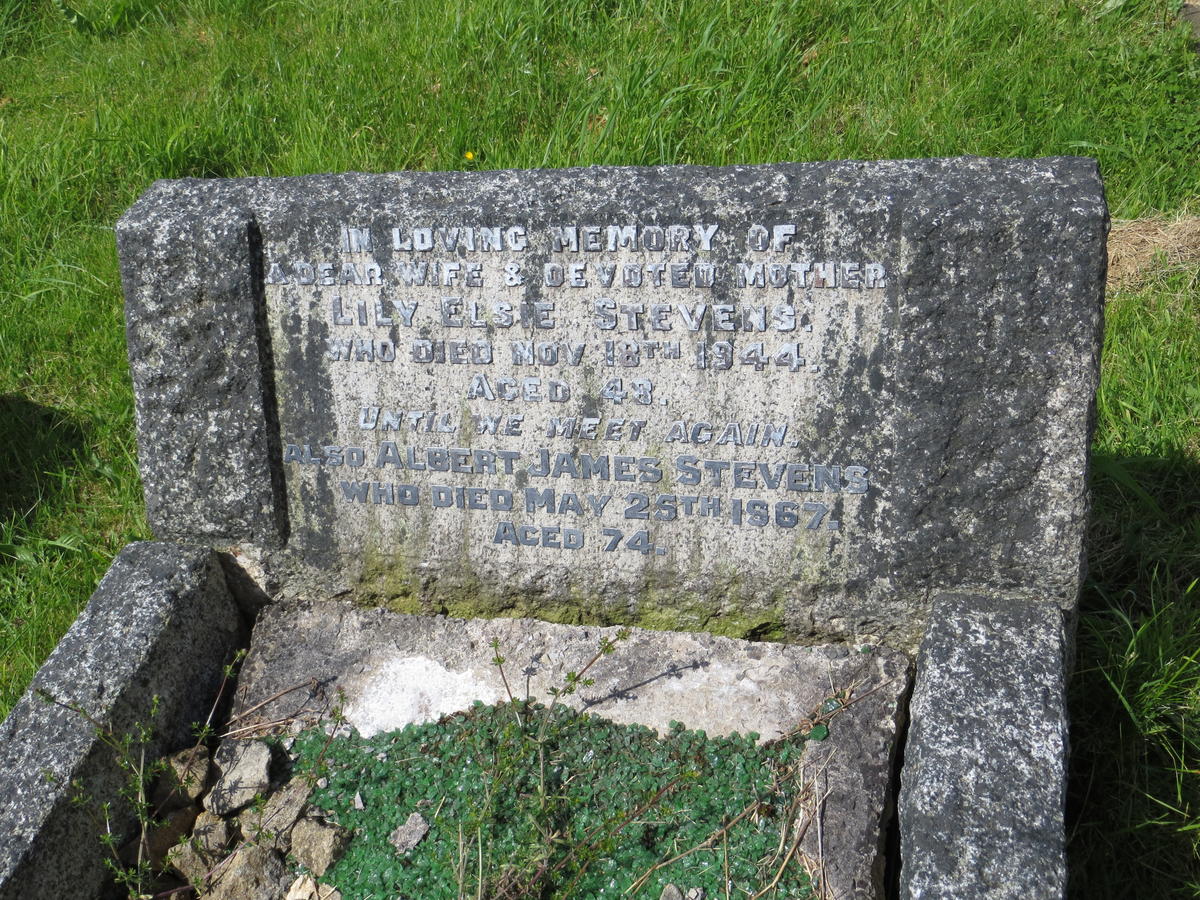 IN LOVING MEMORY OF
A DEAR WIFE & DEVOTED MOTHER
LILY ELSIE STEVENS.
WHO DIED NOV 18TH 1944.
AGED 43.
UNTIL WE MEET AGAIN.
ALSO ALBERT JAMES STEVENS
WHO DIED MAY 25TH 1967.
AGED 74.